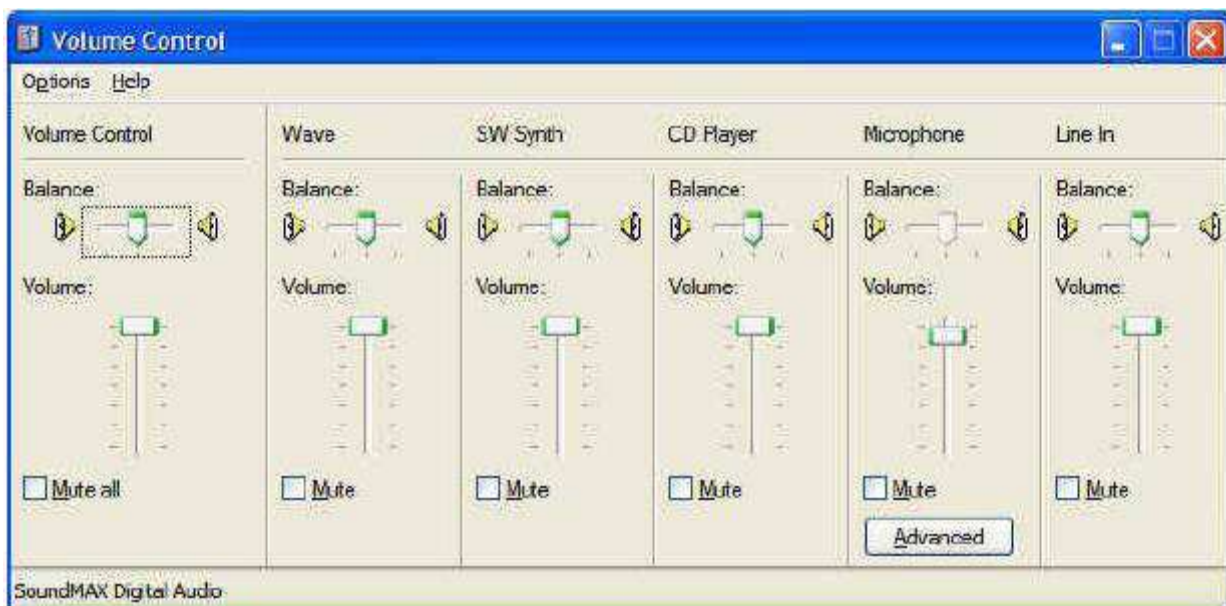 Volume Control
Options Help
Volume Control Wave SW Synth CD Player Microphone Line In
Balance: Balance: Balance: Balance: Balance: Balance:
Volume: Volume: Volume: Volume: Volume: Volume:
Mute all Mute Mute Mute Mute Mute
Advanced
SoundMAX Digital Audio